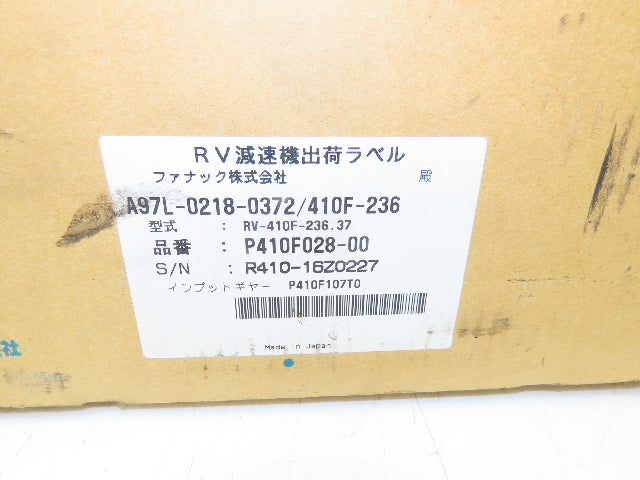 RV減速機出荷ラベル
ファナック株式会社 殿
A97L-0218-0372/410F-236
型式 : RV-410F-236.37
品番 : P410F028-00
S/N : R410-16Z0227
インプットギヤー P410F107T0
Made in Japan